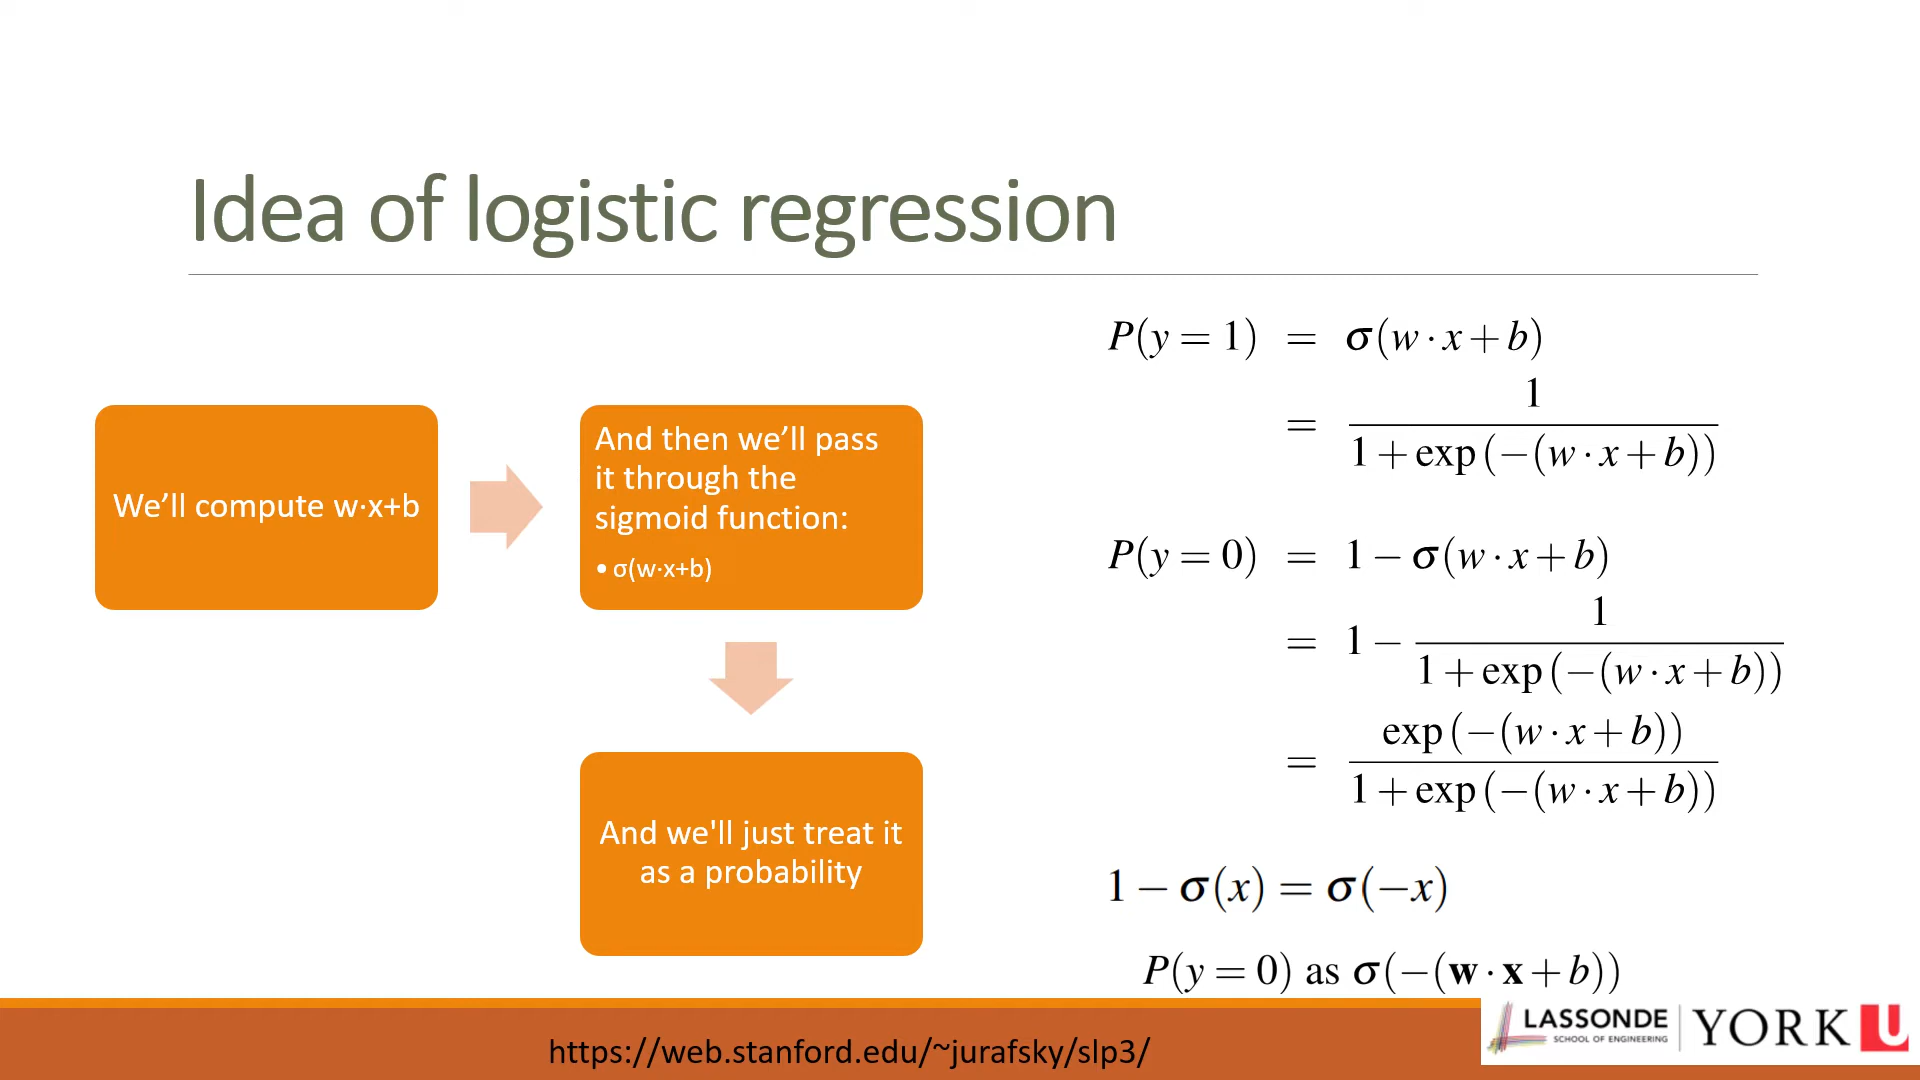 Idea of logistic regression
We’ll compute w·x+b
And then we’ll pass
it through the
sigmoid function:
• σ(w·x+b)
And we'll just treat it
as a probability
P(y = 1) = σ(w · x + b)
= 1 / (1 + exp(−(w · x + b)))
P(y = 0) = 1 − σ(w · x + b)
= 1 − 1 / (1 + exp(−(w · x + b)))
= exp(−(w · x + b)) / (1 + exp(−(w · x + b)))
1 − σ(x) = σ(−x)
P(y = 0) as σ(−(w · x + b))
https://web.stanford.edu/~jurafsky/slp3/
LASSONDE
SCHOOL OF ENGINEERING
YORK U